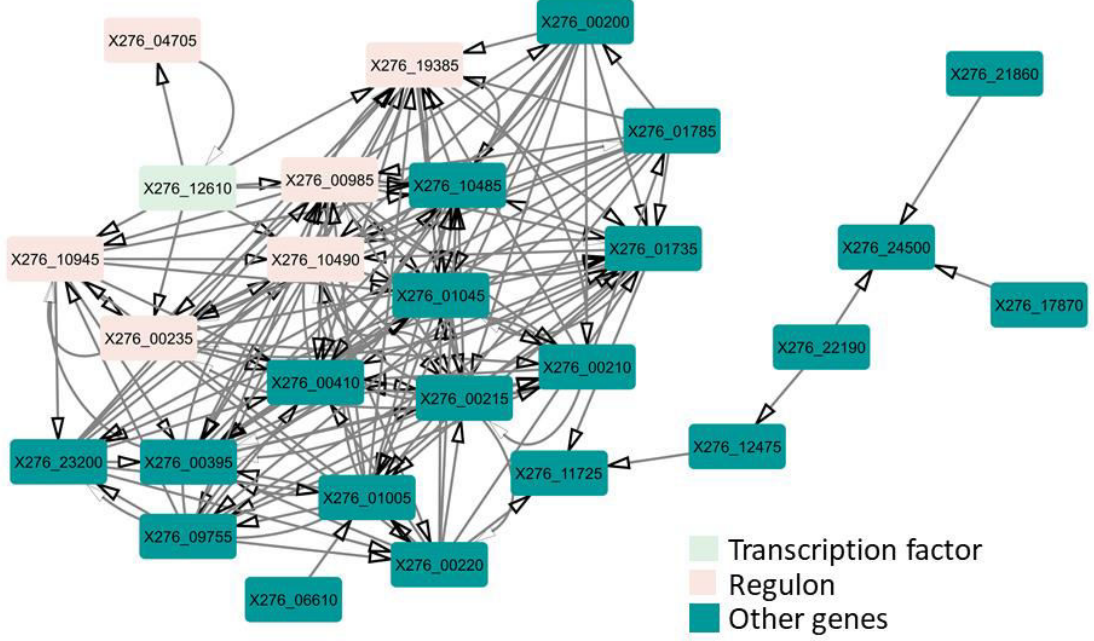 X276_00200
X276_04705
X276_19385
X276_21860
X276_01785
X276_00985
X276_12610
X276_10485
X276_01735
X276_24500
X276_10945
X276_10490
X276_01045
X276_17870
X276_00235
X276_22190
X276_00210
X276_00410
X276_00215
X276_12475
X276_23200
X276_00395
X276_11725
X276_01005
X276_09755
X276_00220
X276_06610
Transcription factor
Regulon
Other genes